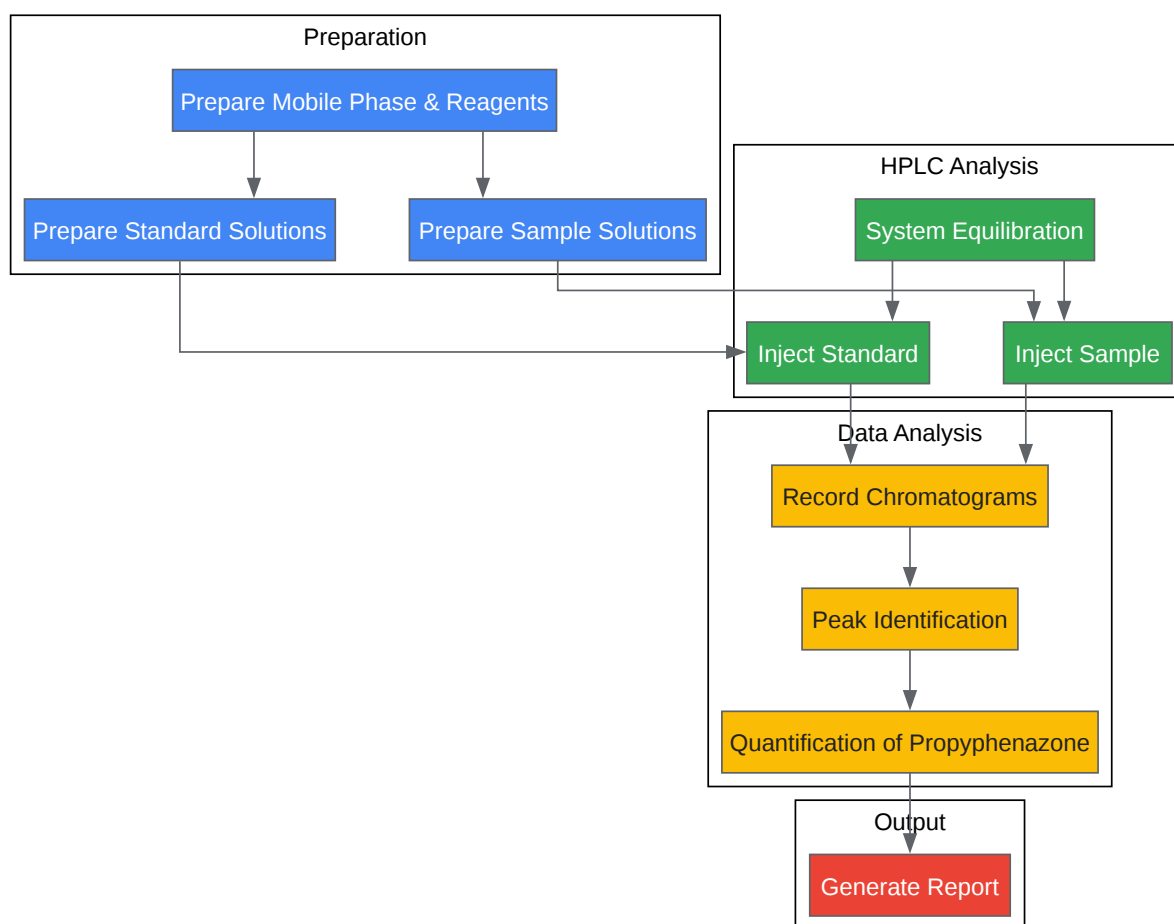 Preparation
Prepare Mobile Phase & Reagents
Prepare Standard Solutions
Prepare Sample Solutions
HPLC Analysis
System Equilibration
Inject Standard
Inject Sample
Data Analysis
Record Chromatograms
Peak Identification
Quantification of Propyphenazone
Output
Generate Report